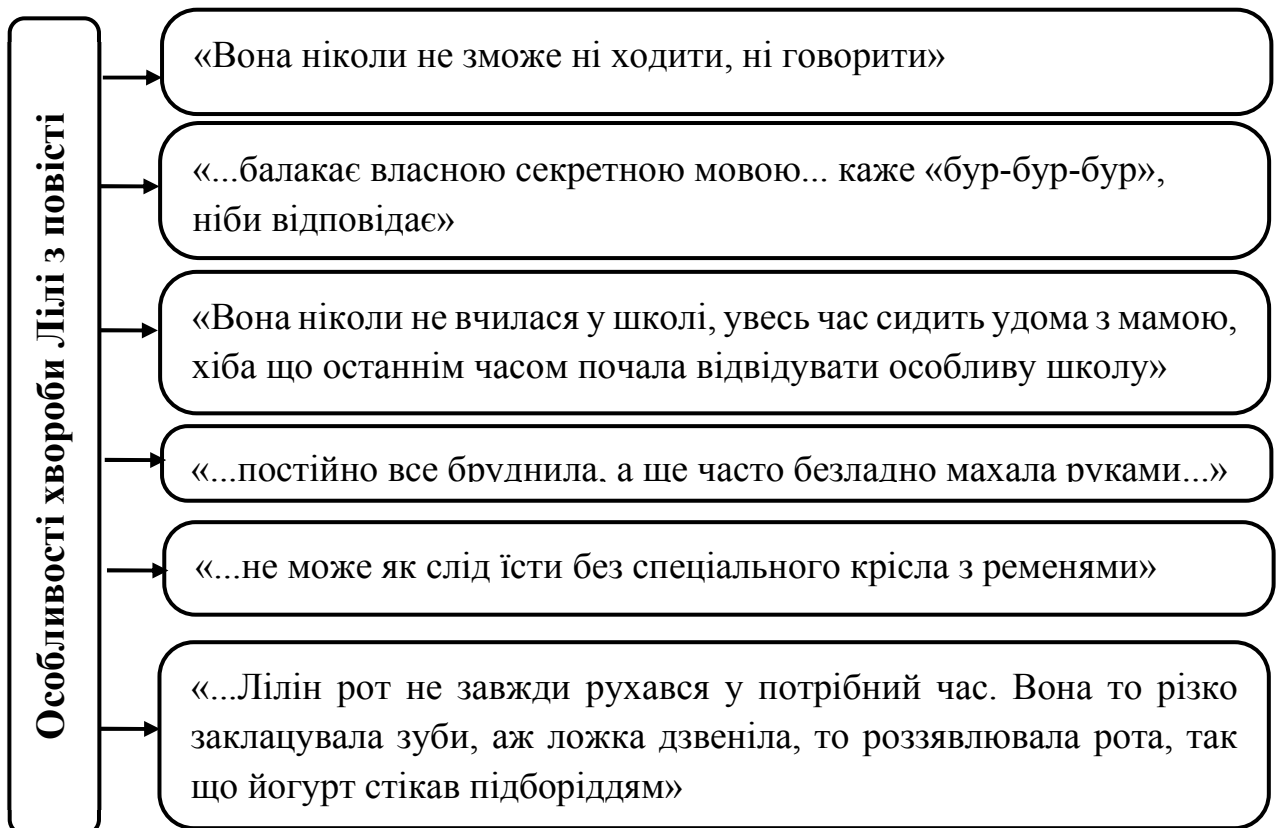 Особливості хвороби Лілі з повісті
«Вона ніколи не зможе ні ходити, ні говорити»
«...балакає власною секретною мовою... каже «бур-бур-бур»,
ніби відповідає»
«Вона ніколи не вчилася у школі, увесь час сидить удома з мамою,
хіба що останнім часом почала відвідувати особливу школу»
«...постійно все бруднила, а ще часто безладно махала руками...»
«...не може як слід їсти без спеціального крісла з ременями»
«...Лілін рот не завжди рухався у потрібний час. Вона то різко
заклацувала зуби, аж ложка дзвеніла, то роззявлювала рота, так
що йогурт стікав підборіддям»